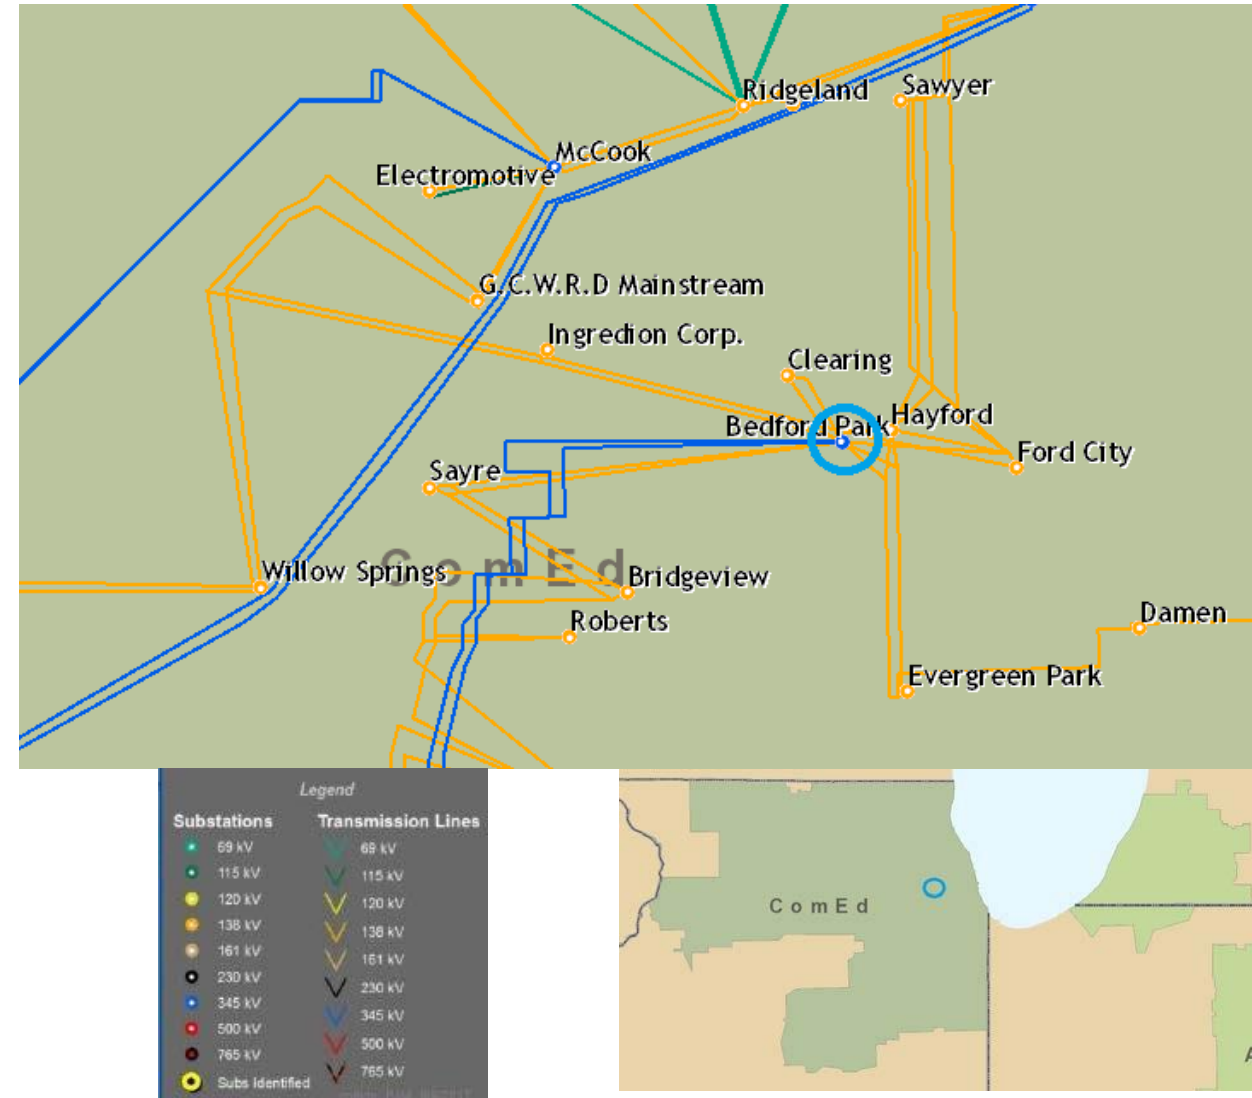 Ridgeland
Sawyer
McCook
Electromotive
G.C.W.R.D Mainstream
Ingredion Corp.
Clearing
Bedford Park
Hayford
Ford City
Sayre
ComEd
Willow Springs
Bridgeview
Roberts
Damen
Evergreen Park
Legend
Substations
69 kV
115 kV
120 kV
138 kV
161 kV
230 kV
345 kV
500 kV
765 kV
Subs Identified
Transmission Lines
69 kV
115 kV
120 kV
138 kV
161 kV
230 kV
345 kV
500 kV
765 kV
ComEd
A